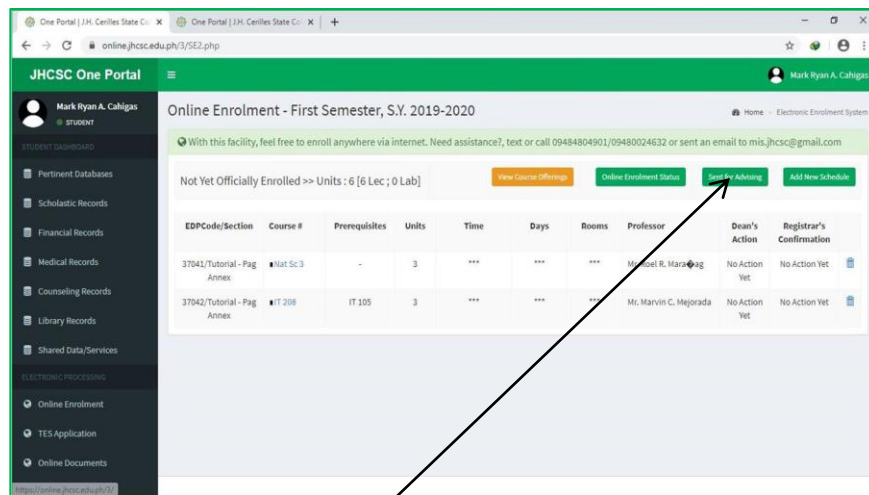 One Portal | J.H. Cerilles State Co
One Portal | J.H. Cerilles State Col
online.jhcsc.edu.ph/3/SE2.php
JHCSC One Portal
Mark Ryan A. Cahigas
Mark Ryan A. Cahigas
STUDENT
Online Enrolment - First Semester, S.Y. 2019-2020
Home
Electronic Enrolment System
STUDENT DASHBOARD
With this facility, feel free to enroll anywhere via internet. Need assistance?, text or call 09484804901/09480024632 or sent an email to mis.jhcsc@gmail.com
Pertinent Databases
Scholastic Records
Financial Records
Medical Records
Counseling Records
Library Records
Shared Data/Services
ELECTRONIC PROCESSING
Online Enrolment
TES Application
Online Documents
https://online.jhcsc.edu.ph/3/
Not Yet Officially Enrolled >> Units : 6 [6 Lec ; 0 Lab]
View Course Offerings
Online Enrolment Status
Sent for Advising
Add New Schedule
EDPCode/Section Course # Prerequisites Units Time Days Rooms Professor Dean's Action Registrar's Confirmation
37041/Tutorial - Pag Annex Nat Sc 3 - 3 *** *** *** No Action Yet No Action Yet
37042/Tutorial - Pag Annex IT 208 IT 105 3 *** *** *** Mr. Marvin C. Mejorada No Action Yet No Action Yet